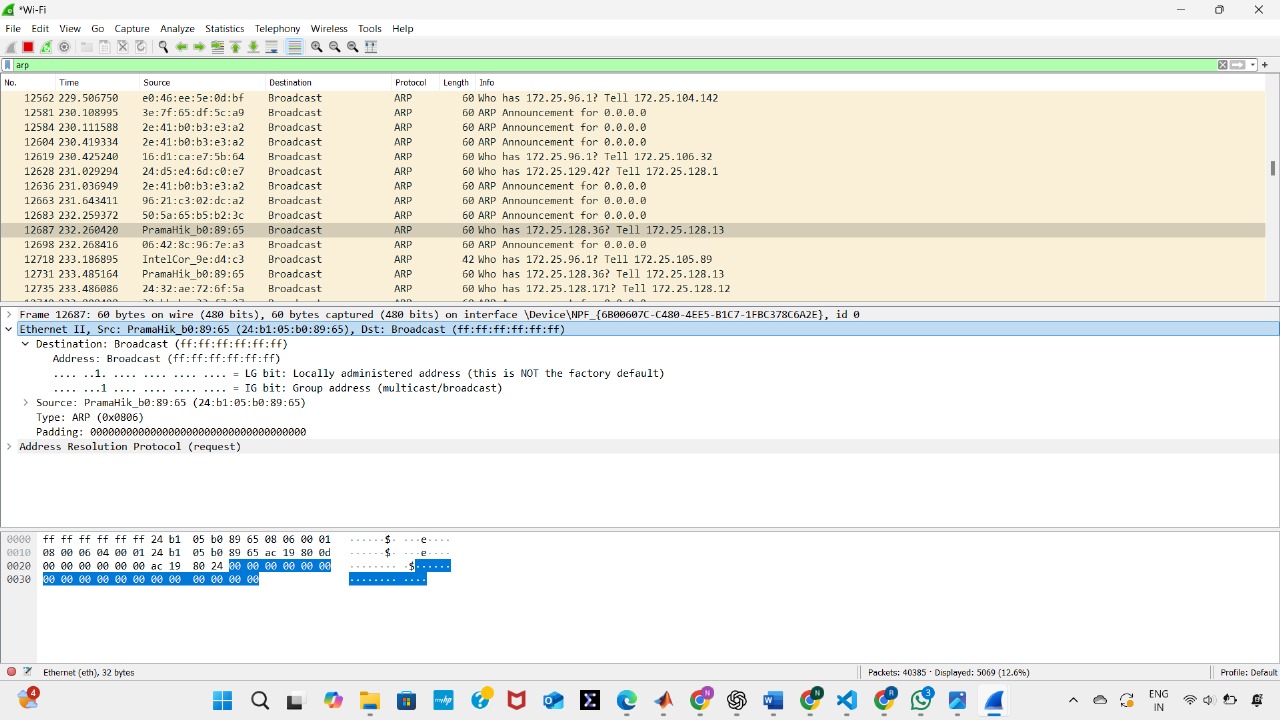 *Wi-Fi
File Edit View Go Capture Analyze Statistics Telephony Wireless Tools Help
arp
No. Time Source Destination Protocol Length Info
12562 229.506750 e0:46:ee:5e:0d:bf Broadcast ARP 60 Who has 172.25.96.1? Tell 172.25.104.142
12581 230.108995 3e:7f:65:df:5c:a9 Broadcast ARP 60 ARP Announcement for 0.0.0.0
12584 230.111588 2e:41:b0:b3:e3:a2 Broadcast ARP 60 ARP Announcement for 0.0.0.0
12604 230.419334 2e:41:b0:b3:e3:a2 Broadcast ARP 60 ARP Announcement for 0.0.0.0
12619 230.425240 16:d1:ca:e7:5b:64 Broadcast ARP 60 Who has 172.25.96.1? Tell 172.25.106.32
12628 231.029294 24:d5:e4:6d:c0:e7 Broadcast ARP 60 Who has 172.25.129.42? Tell 172.25.128.1
12636 231.036949 2e:41:b0:b3:e3:a2 Broadcast ARP 60 ARP Announcement for 0.0.0.0
12663 231.643411 96:21:c3:02:dc:a2 Broadcast ARP 60 ARP Announcement for 0.0.0.0
12683 232.259372 50:5a:65:b5:b2:3c Broadcast ARP 60 ARP Announcement for 0.0.0.0
12687 232.260420 PramaHik_b0:89:65 Broadcast ARP 60 Who has 172.25.128.36? Tell 172.25.128.13
12698 232.268416 06:42:8c:96:7e:a3 Broadcast ARP 60 ARP Announcement for 0.0.0.0
12718 233.186895 IntelCor_9e:d4:c3 Broadcast ARP 42 Who has 172.25.96.1? Tell 172.25.105.89
12731 233.485164 PramaHik_b0:89:65 Broadcast ARP 60 Who has 172.25.128.36? Tell 172.25.128.13
12735 233.486086 24:32:ae:72:6f:5a Broadcast ARP 60 Who has 172.25.128.171? Tell 172.25.128.12
Frame 12687: 60 bytes on wire (480 bits), 60 bytes captured (480 bits) on interface \Device\NPF_{6B00607C-C480-4EE5-B1C7-1FBC378C6A2E}, id 0
Ethernet II, Src: PramaHik_b0:89:65 (24:b1:05:b0:89:65), Dst: Broadcast (ff:ff:ff:ff:ff:ff)
Destination: Broadcast (ff:ff:ff:ff:ff:ff)
Address: Broadcast (ff:ff:ff:ff:ff:ff)
.... ..1. .... .... .... .... = LG bit: Locally administered address (this is NOT the factory default)
.... ...1 .... .... .... .... = IG bit: Group address (multicast/broadcast)
Source: PramaHik_b0:89:65 (24:b1:05:b0:89:65)
Type: ARP (0x0806)
Padding: 000000000000000000000000000000000000
Address Resolution Protocol (request)
0000 ff ff ff ff ff ff 24 b1 05 b0 89 65 08 06 00 01 ······$· ···e····
0010 08 00 06 04 00 01 24 b1 05 b0 89 65 ac 19 80 0d ······$· ···e····
0020 00 00 00 00 00 00 ac 19 80 24 00 00 00 00 00 00 ········ ·$······
0030 00 00 00 00 00 00 00 00 00 00 00 00 ········ ····
Ethernet (eth), 32 bytes Packets: 40385 · Displayed: 5069 (12.6%) Profile: Default
4 myhp N N R 3 ENG
IN